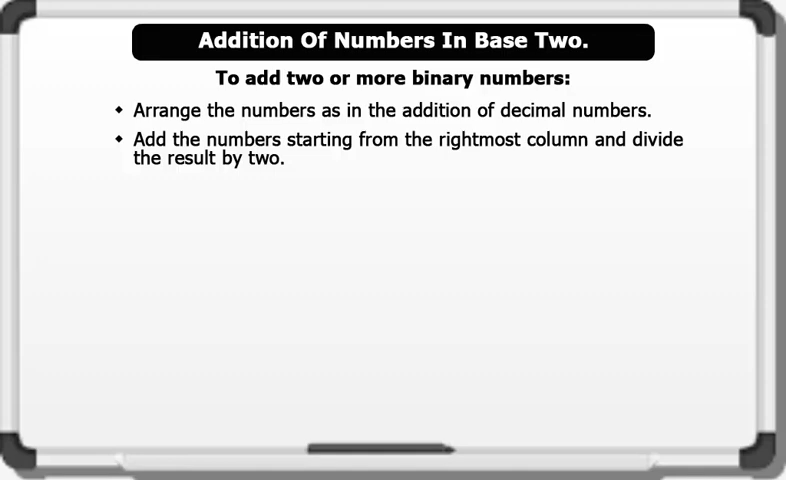 Addition Of Numbers In Base Two.
To add two or more binary numbers:
◆ Arrange the numbers as in the addition of decimal numbers.
◆ Add the numbers starting from the rightmost column and divide
the result by two.